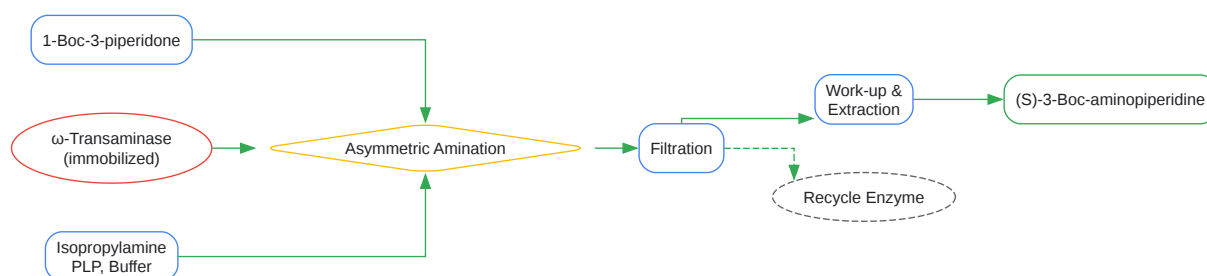 1-Boc-3-piperidone
ω-Transaminase
(immobilized)
Isopropylamine
PLP, Buffer
Asymmetric Amination
Filtration
Work-up &
Extraction
Recycle Enzyme
(S)-3-Boc-aminopiperidine